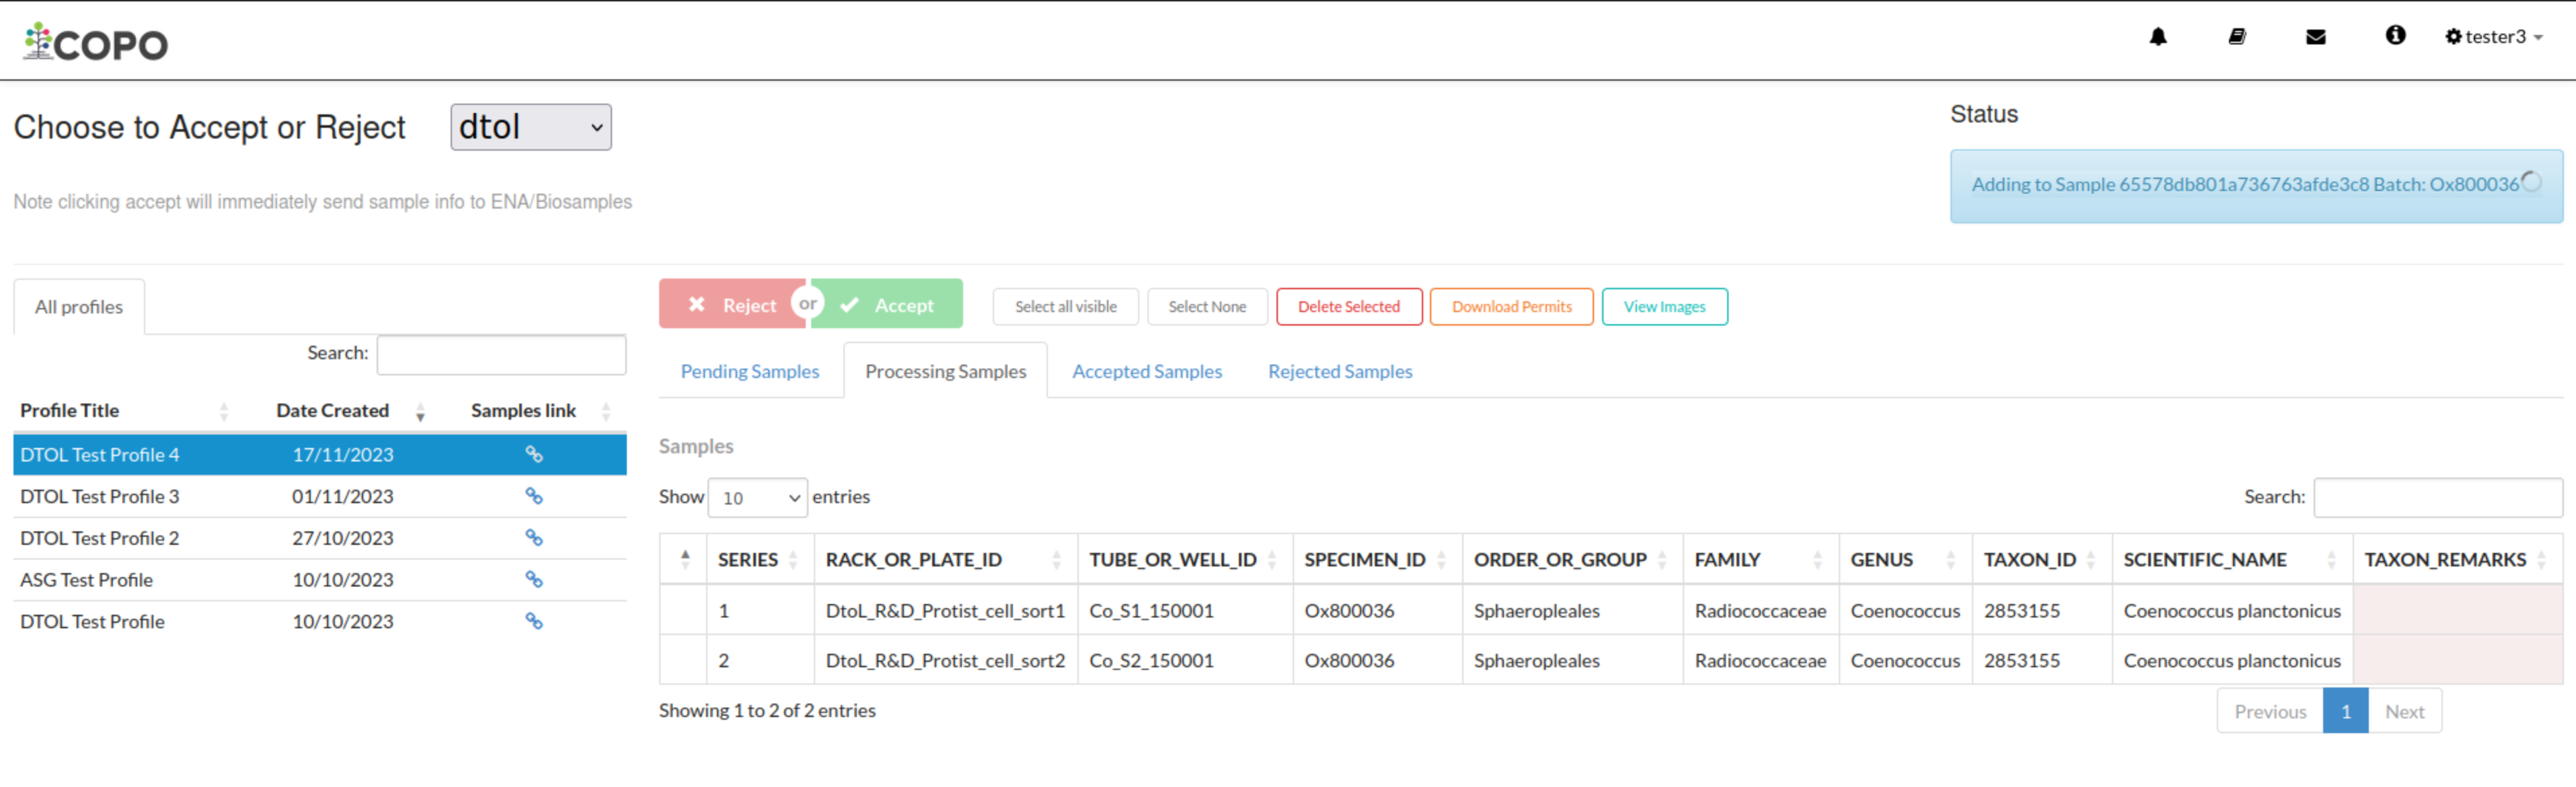 COPO
tester3
Choose to Accept or Reject dtol
Status
Adding to Sample 65578db801a736763afde3c8 Batch: Ox800036
Note clicking accept will immediately send sample info to ENA/Biosamples
All profiles
Search:
Profile Title Date Created Samples link
DTOL Test Profile 4 17/11/2023
DTOL Test Profile 3 01/11/2023
DTOL Test Profile 2 27/10/2023
ASG Test Profile 10/10/2023
DTOL Test Profile 10/10/2023
Reject or Accept Select all visible Select None Delete Selected Download Permits View Images
Pending Samples Processing Samples Accepted Samples Rejected Samples
Samples
Show 10 entries Search:
SERIES RACK_OR_PLATE_ID TUBE_OR_WELL_ID SPECIMEN_ID ORDER_OR_GROUP FAMILY GENUS TAXON_ID SCIENTIFIC_NAME TAXON_REMARKS
1 DtoL_R&D_Protist_cell_sort1 Co_S1_150001 Ox800036 Sphaeropleales Radiococcaceae Coenococcus 2853155 Coenococcus planctonicus
2 DtoL_R&D_Protist_cell_sort2 Co_S2_150001 Ox800036 Sphaeropleales Radiococcaceae Coenococcus 2853155 Coenococcus planctonicus
Showing 1 to 2 of 2 entries
Previous 1 Next